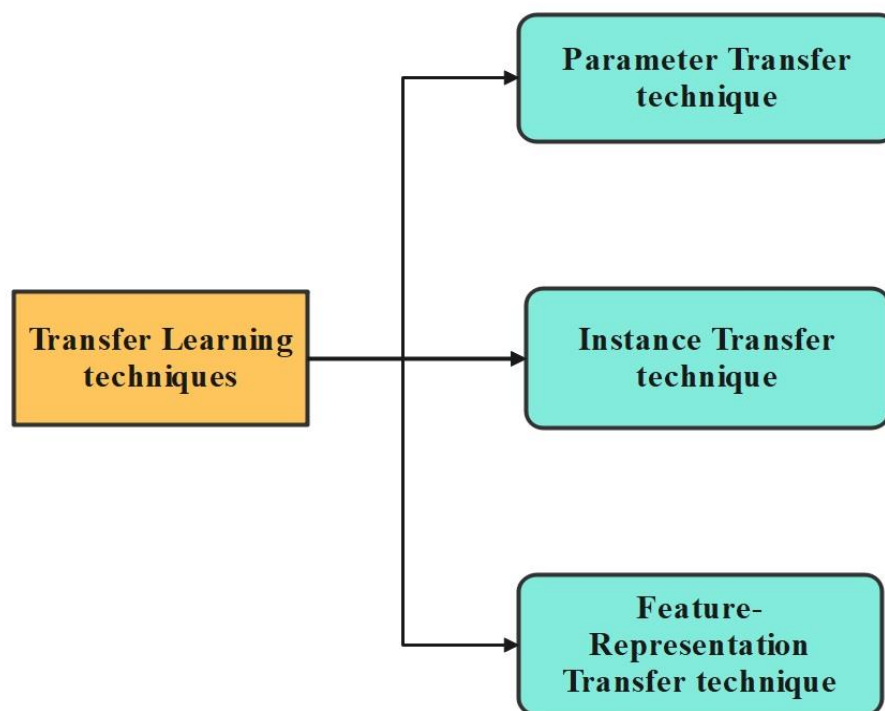 Parameter Transfer
technique
Transfer Learning
techniques
Instance Transfer
technique
Feature-
Representation
Transfer technique